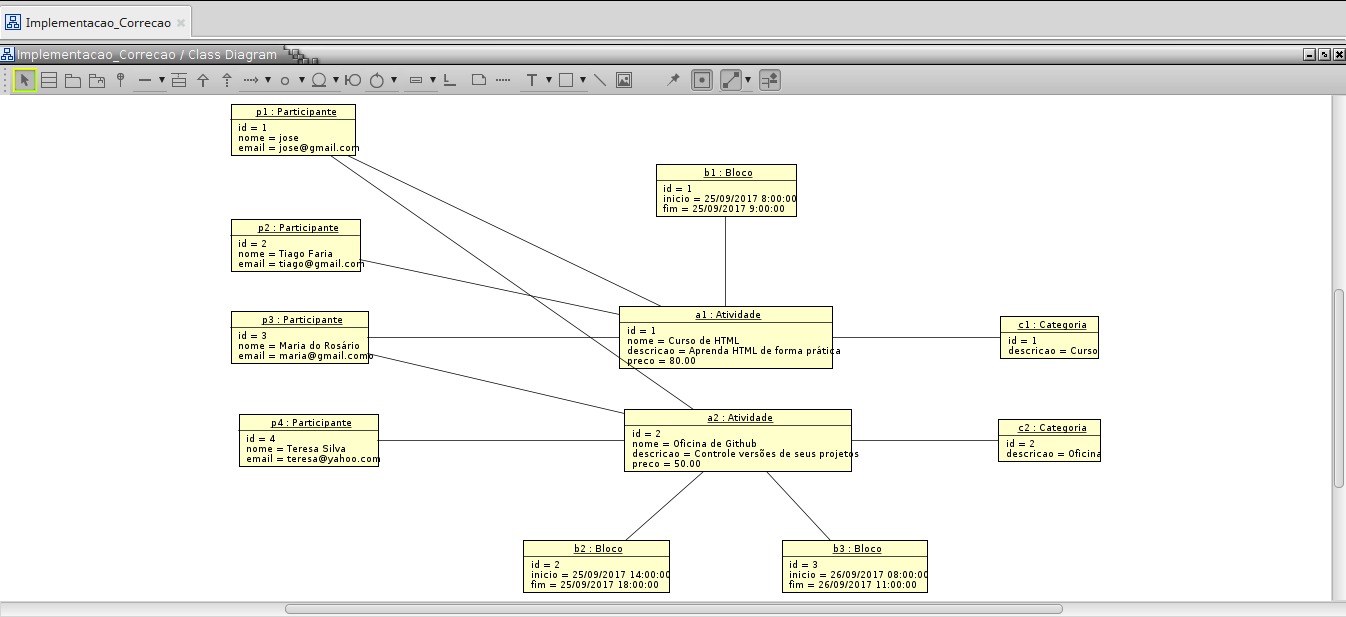 Implementacao_Correcao
Implementacao_Correcao / Class Diagram
p1 : Participante
id = 1
nome = jose
email = jose@gmail.com
b1 : Bloco
id = 1
inicio = 25/09/2017 8:00:00
fim = 25/09/2017 9:00:00
p2 : Participante
id = 2
nome = Tiago Faria
email = tiago@gmail.com
p3 : Participante
id = 3
nome = Maria do Rosário
email = maria@gmail.como
a1 : Atividade
id = 1
nome = Curso de HTML
descricao = Aprenda HTML de forma prática
preco = 80.00
c1 : Categoria
id = 1
descricao = Curso
p4 : Participante
id = 4
nome = Teresa Silva
email = teresa@yahoo.com
a2 : Atividade
id = 2
nome = Oficina de Github
descricao = Controle versões de seus projetos
preco = 50.00
c2 : Categoria
id = 2
descricao = Oficina
b2 : Bloco
id = 2
inicio = 25/09/2017 14:00:00
fim = 25/09/2017 18:00:00
b3 : Bloco
id = 3
inicio = 26/09/2017 08:00:00
fim = 26/09/2017 11:00:00